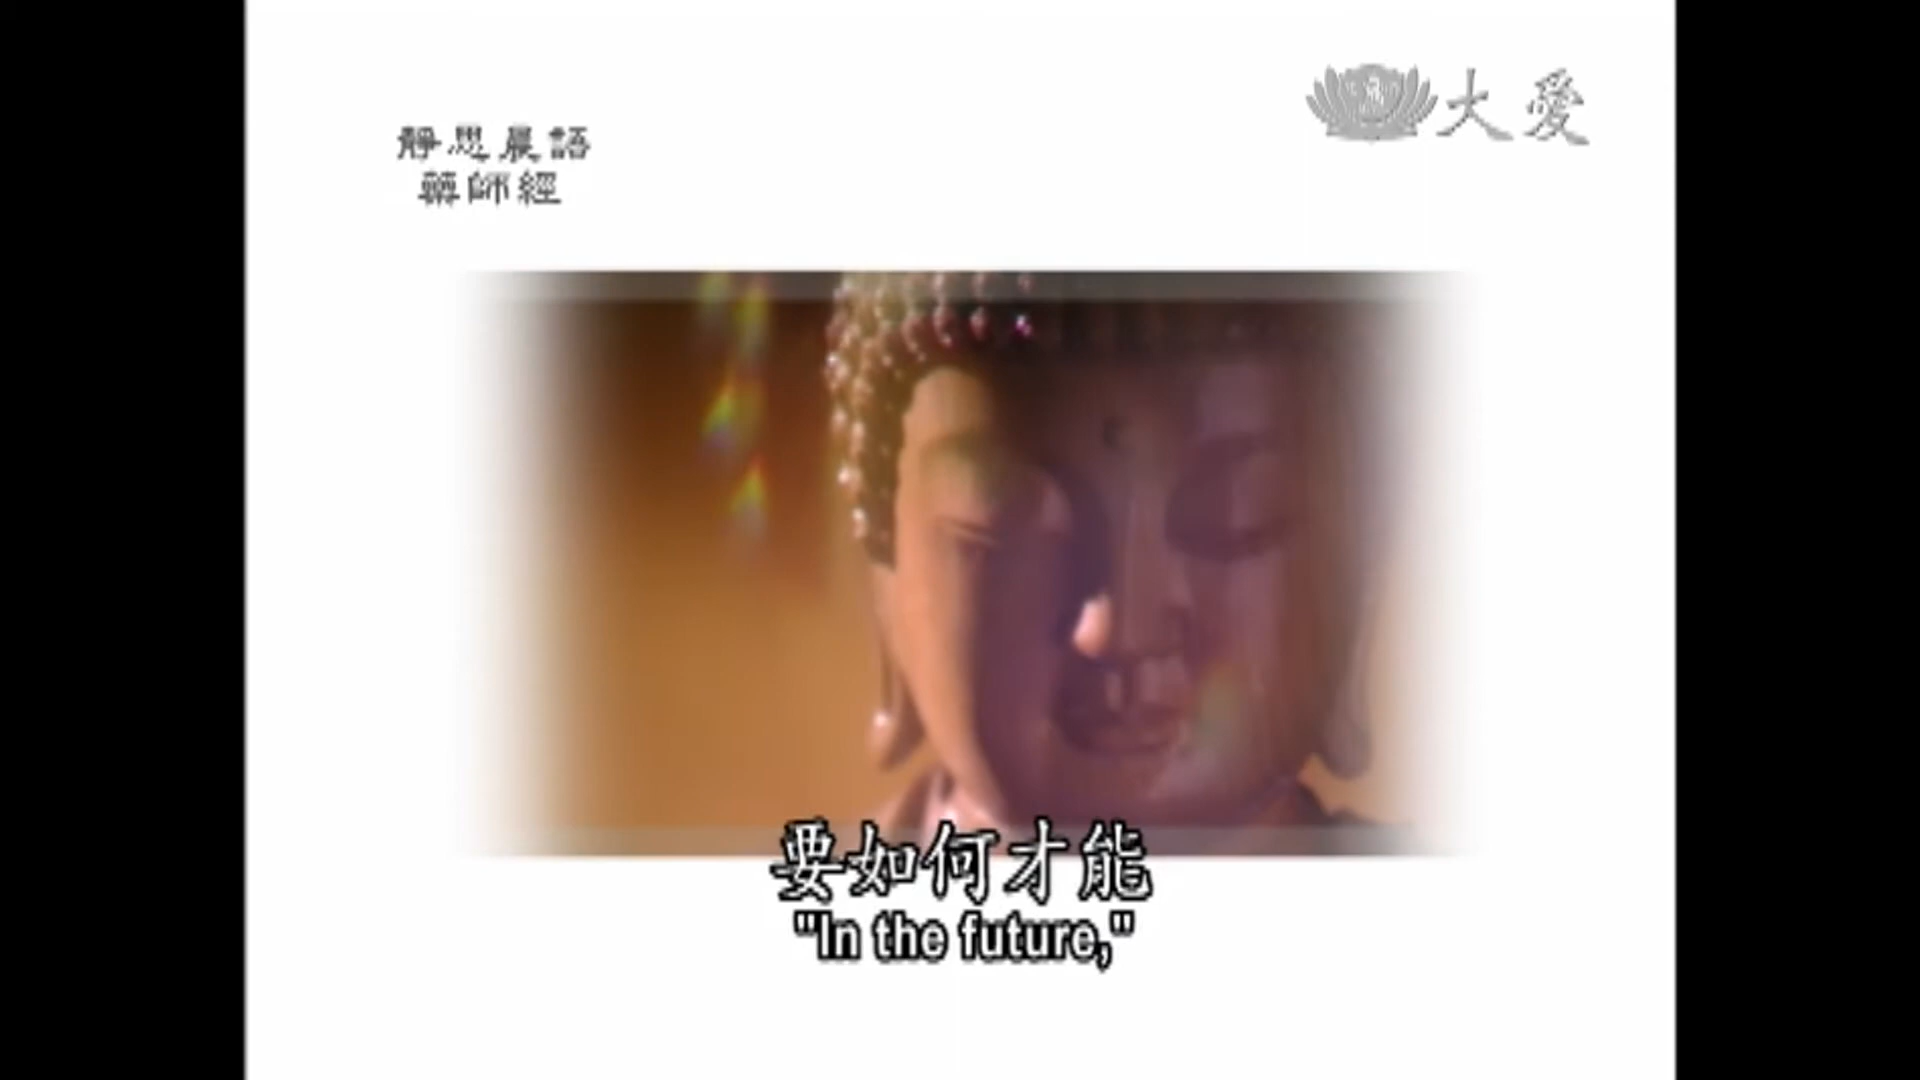 大愛
靜思晨語
藥師經
要如何才能
"In the future,"